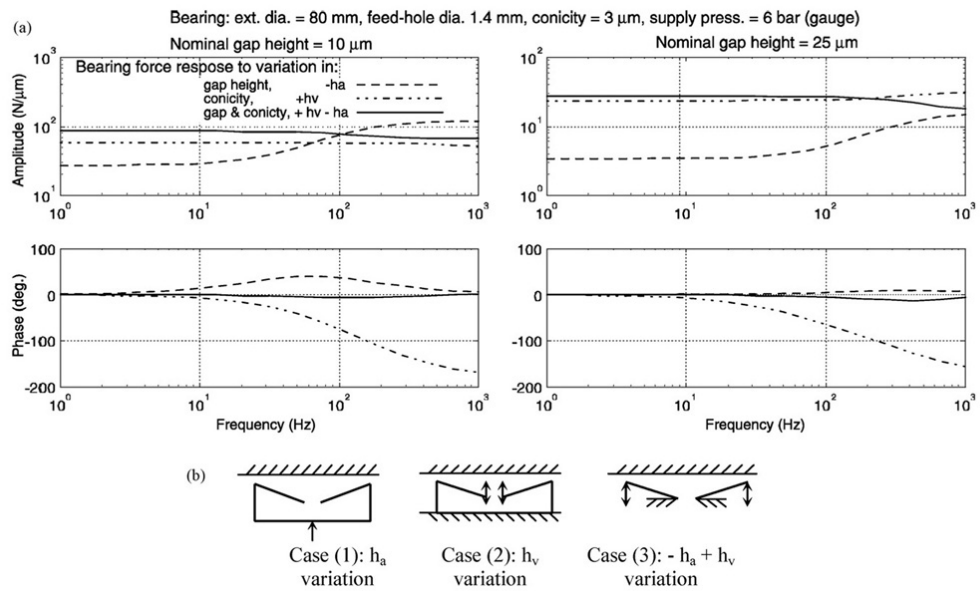 Bearing: ext. dia. = 80 mm, feed-hole dia. 1.4 mm, conicity = 3 μm, supply press. = 6 bar (gauge)
(a)
Nominal gap height = 10 μm
Nominal gap height = 25 μm
10³
10²
10¹
Amplitude (N/μm)
Bearing force respose to variation in:
gap height, -ha
conicity, +hv
gap & conicty, + hv - ha
10⁰ 10¹ 10² 10³
10²
10¹
10⁰
10⁰ 10¹ 10² 10³
100
0
-100
-200
Phase (deg.)
10⁰ 10¹ 10² 10³
Frequency (Hz)
100
0
-100
-200
10⁰ 10¹ 10² 10³
Frequency (Hz)
(b)
Case (1): hₐ
variation
Case (2): hᵥ
variation
Case (3): - hₐ + hᵥ
variation